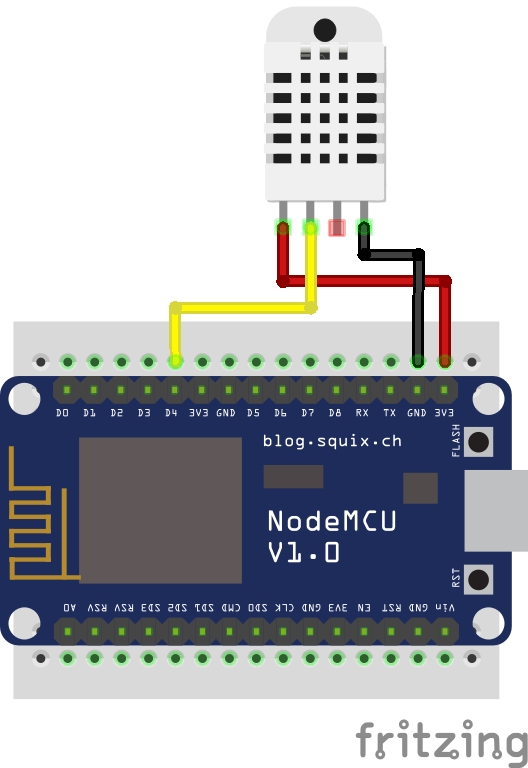 D0 D1 D2 D3 D4 3V3 GND D5 D6 D7 D8 RX TX GND 3V3
FLASH
blog.squix.ch
NodeMCU
V1.0
RST
A0 RSV RSV SD3 SD2 SD1 CMD SD0 CLK GND 3V3 EN RST GND Vin
fritzing